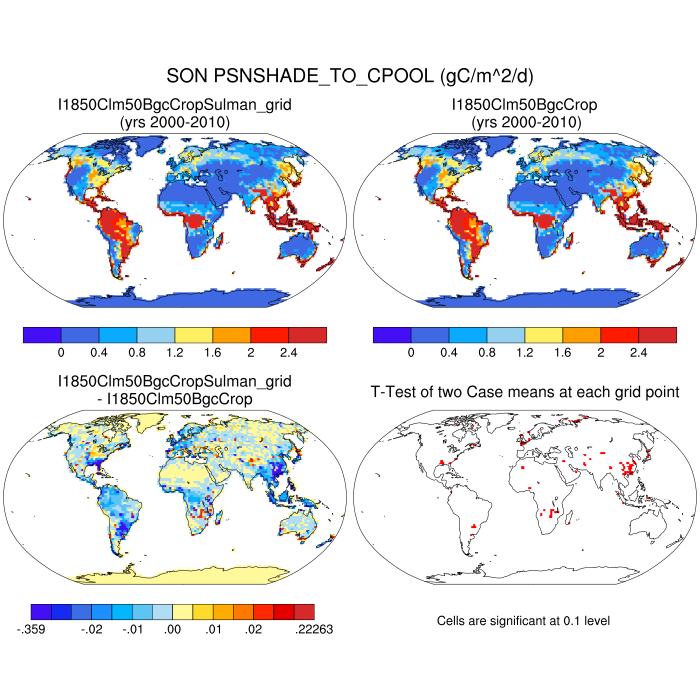 SON PSNSHADE_TO_CPOOL (gC/m^2/d)
I1850Clm50BgcCropSulman_grid
(yrs 2000-2010)
I1850Clm50BgcCrop
(yrs 2000-2010)
0 0.4 0.8 1.2 1.6 2 2.4
0 0.4 0.8 1.2 1.6 2 2.4
I1850Clm50BgcCropSulman_grid
- I1850Clm50BgcCrop
T-Test of two Case means at each grid point
-.359 -.02 -.01 .00 .01 .02 .22263
Cells are significant at 0.1 level